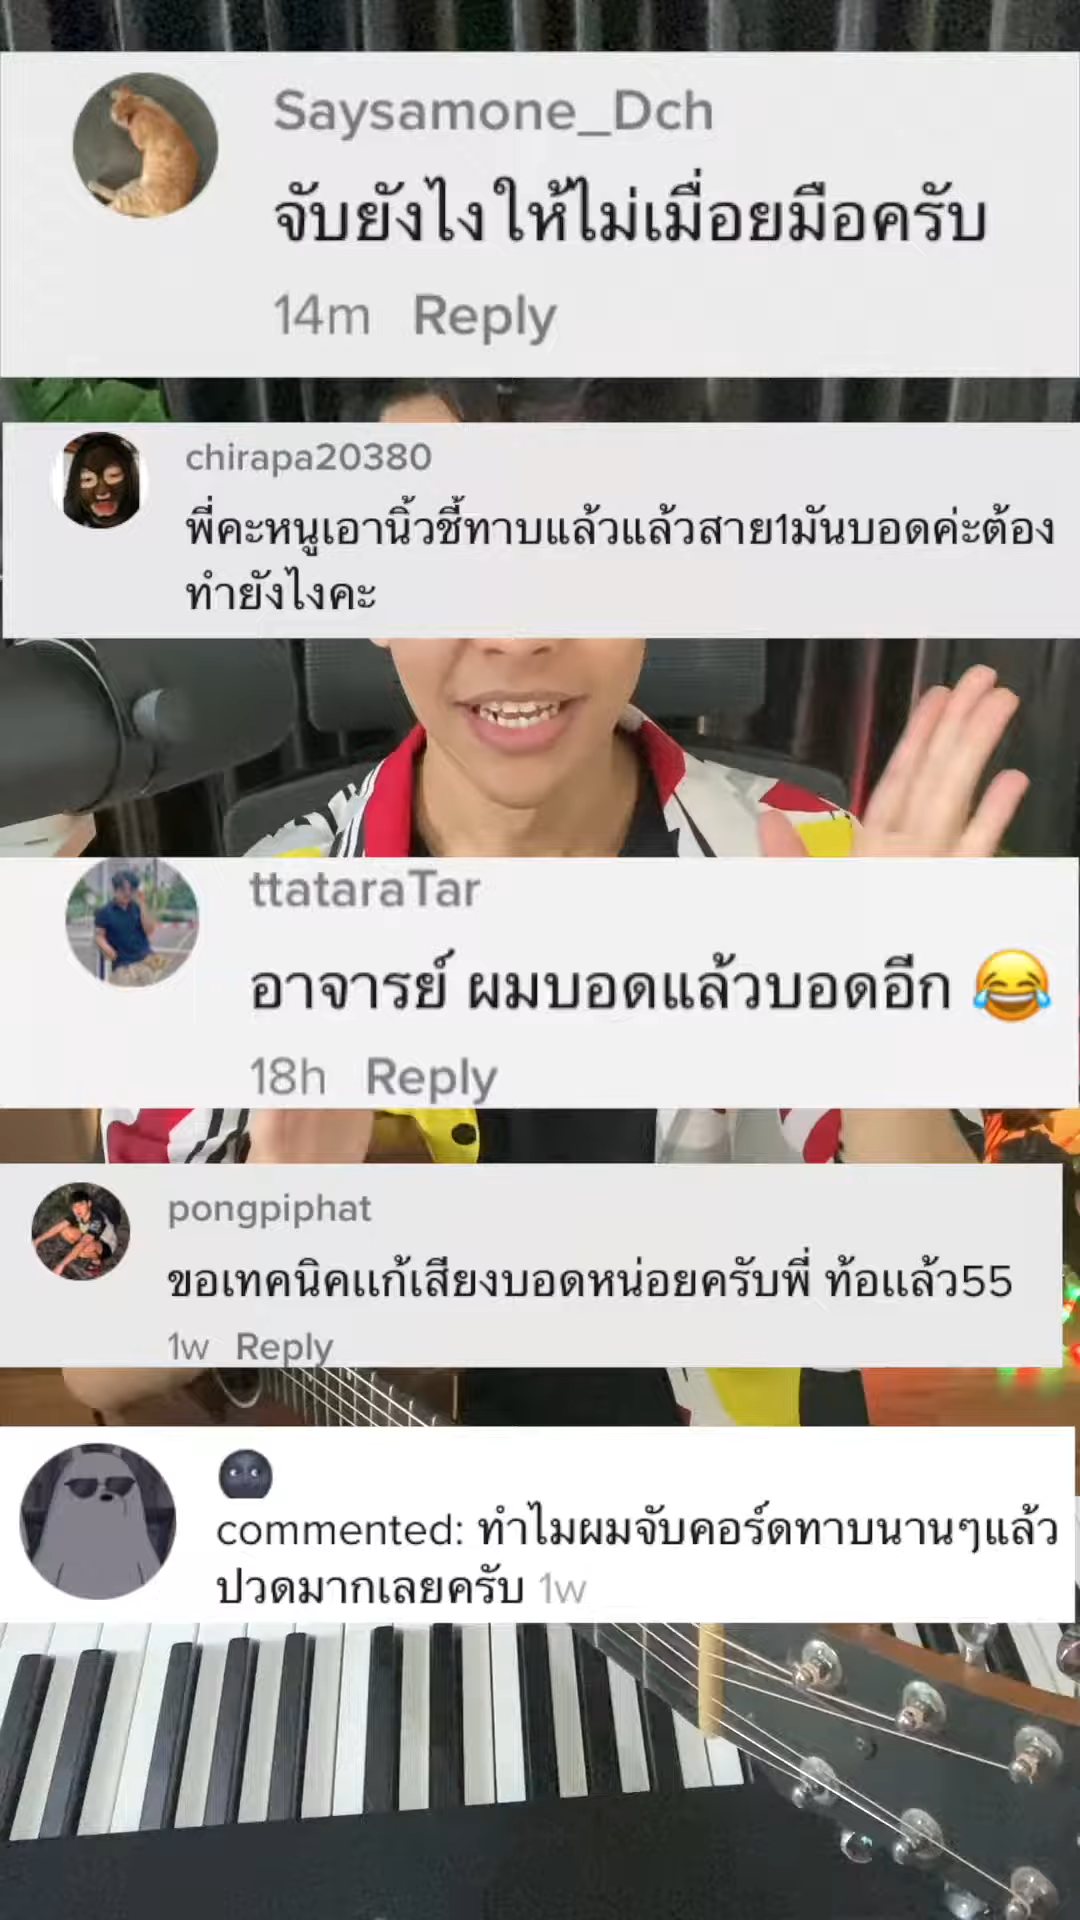 Saysamone_Dch
จับยังไงให้ไม่เมื่อยมือครับ
14m Reply
chirapa20380
พี่คะหนูเอานิ้วชี้ทาบแล้วแล้วสาย1มันบอดค่ะต้อง
ทำยังไงคะ
ttataraTar
อาจารย์ ผมบอดแล้วบอดอีก 😂
18h Reply
pongpiphat
ขอเทคนิคแก้เสียงบอดหน่อยครับพี่ ท้อแล้ว55
1w Reply
🌚
commented: ทำไมผมจับคอร์ดทาบนานๆแล้ว
ปวดมากเลยครับ 1w